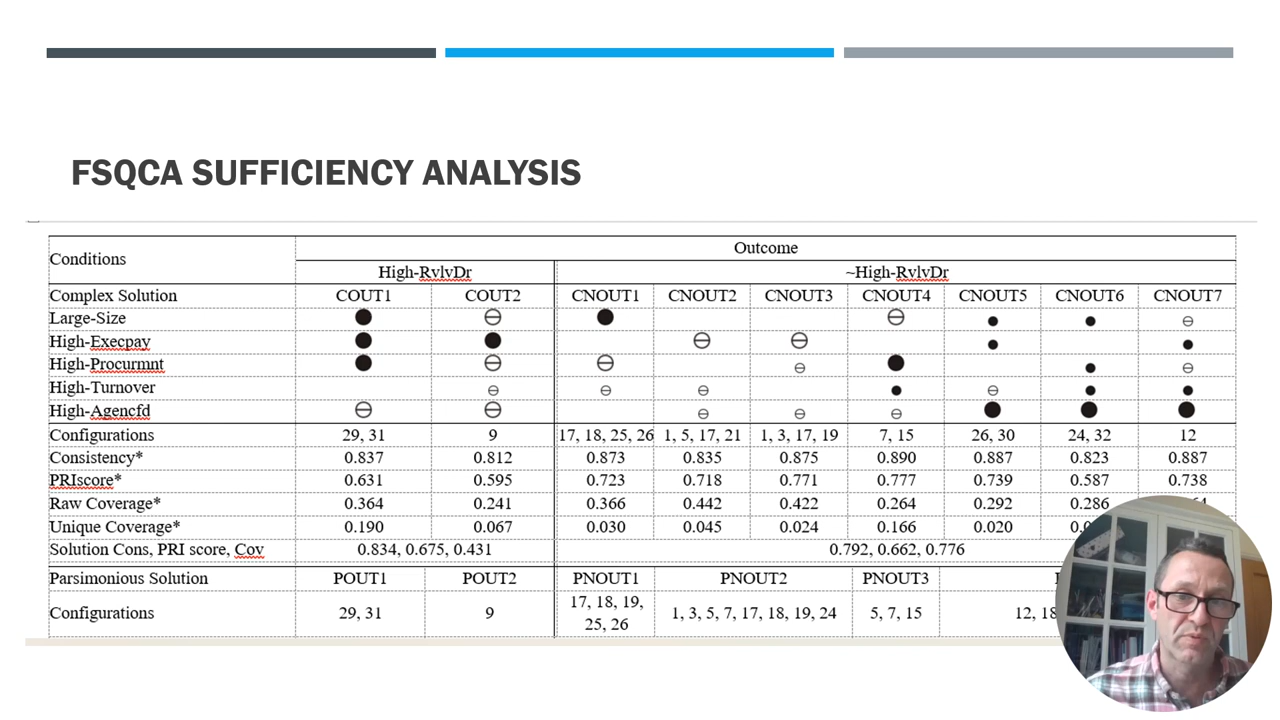 FSQCA SUFFICIENCY ANALYSIS
Conditions Outcome
High-RvlvDr ~High-RvlvDr
Complex Solution COUT1 COUT2 CNOUT1 CNOUT2 CNOUT3 CNOUT4 CNOUT5 CNOUT6 CNOUT7
Large-Size
High-Execpay
High-Procurmnt
High-Turnover
High-Agencfd
Configurations 29, 31 9 17, 18, 25, 26 1, 5, 17, 21 1, 3, 17, 19 7, 15 26, 30 24, 32 12
Consistency* 0.837 0.812 0.873 0.835 0.875 0.890 0.887 0.823 0.887
PRIscore* 0.631 0.595 0.723 0.718 0.771 0.777 0.739 0.587 0.738
Raw Coverage* 0.364 0.241 0.366 0.442 0.422 0.264 0.292 0.286
Unique Coverage* 0.190 0.067 0.030 0.045 0.024 0.166 0.020
Solution Cons, PRI score, Cov 0.834, 0.675, 0.431 0.792, 0.662, 0.776
Parsimonious Solution POUT1 POUT2 PNOUT1 PNOUT2 PNOUT3
Configurations 29, 31 9 17, 18, 19, 25, 26 1, 3, 5, 7, 17, 18, 19, 24 5, 7, 15 12, 18